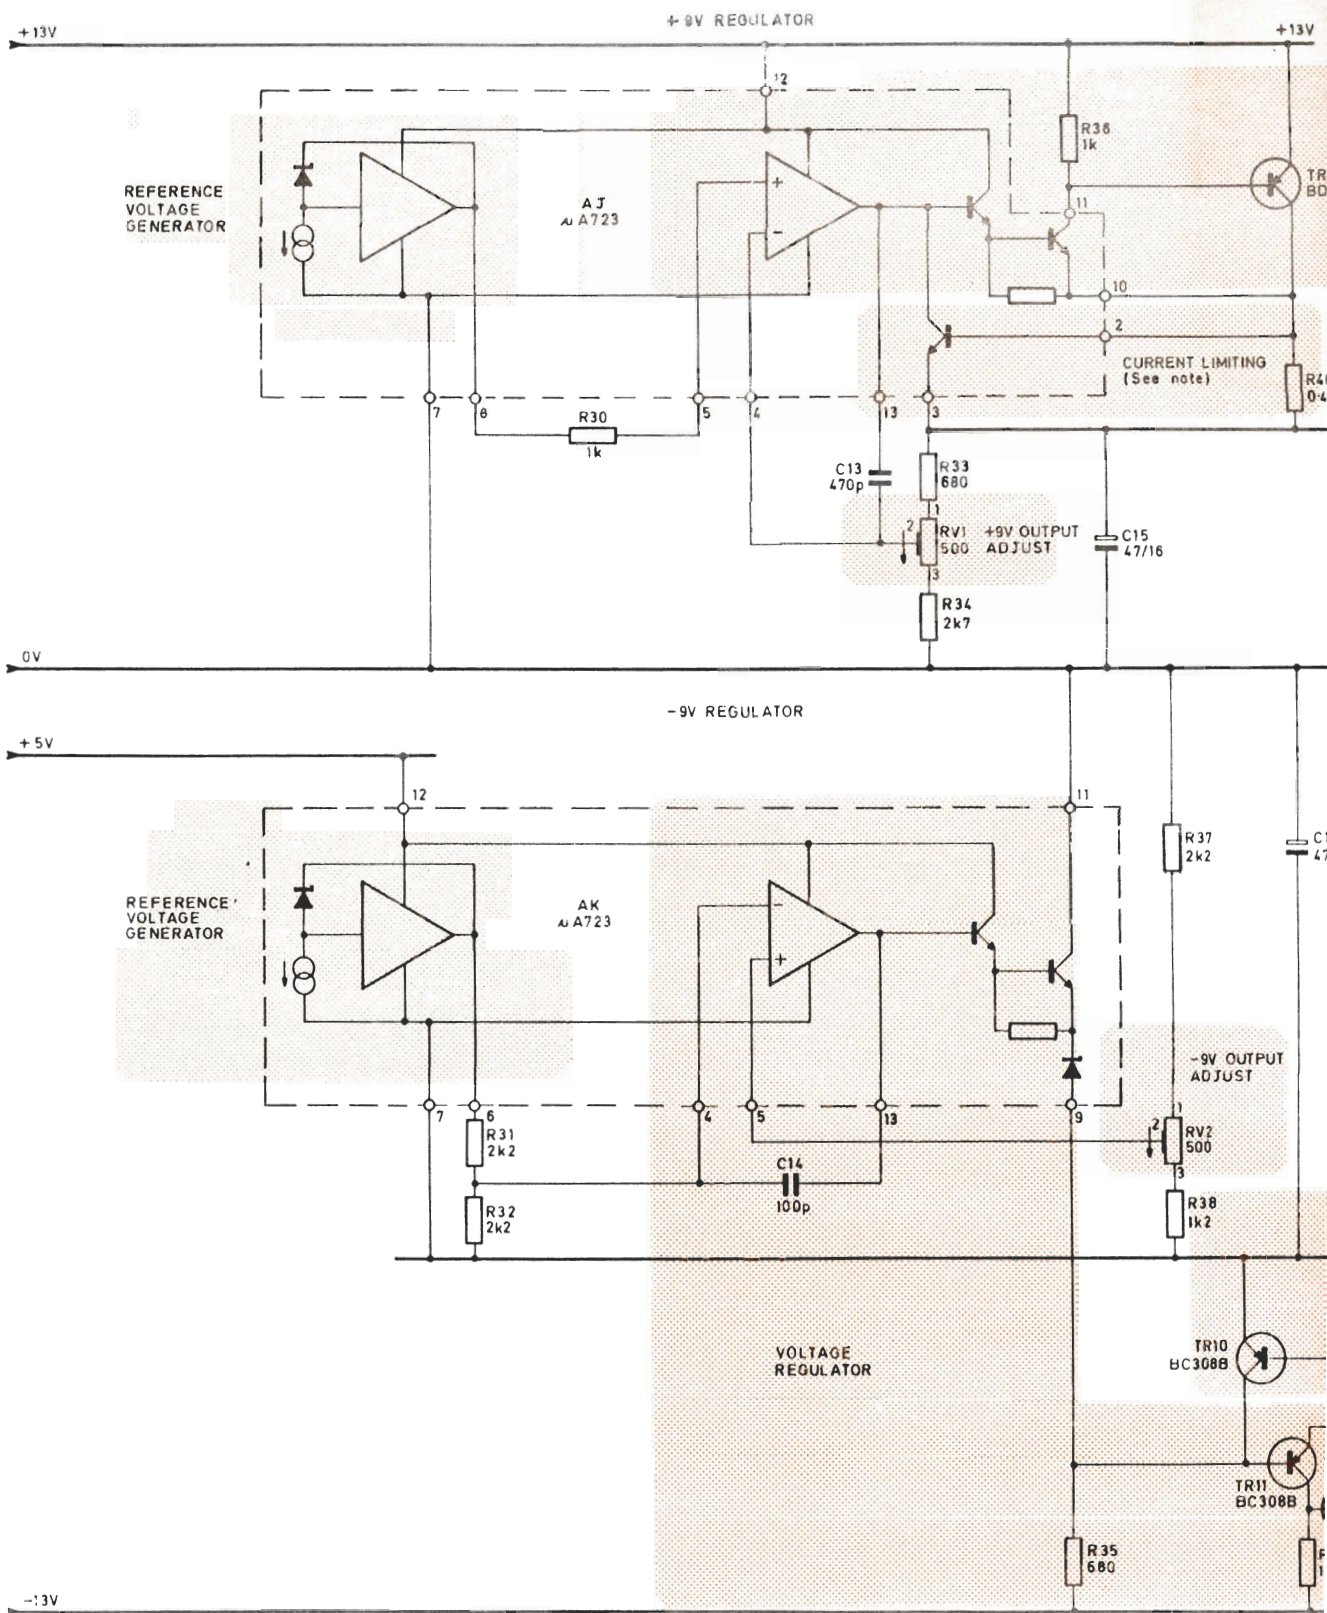 +9V REGULATOR
+13V
+13V
12
R36
1k
REFERENCE
VOLTAGE
GENERATOR
AJ
µA723
+
−
11
10
2
CURRENT LIMITING
(See note)
7
6
5
4
13
3
R30
1k
C13
470p
R33
680
1
2
RV1
500
+9V OUTPUT
ADJUST
3
C15
47/16
R34
2k7
0V
-9V REGULATOR
+5V
12
11
R37
2k2
REFERENCE
VOLTAGE
GENERATOR
AK
µA723
−
+
-9V OUTPUT
ADJUST
7
6
4
5
13
9
1
2
RV2
500
3
R31
2k2
C14
100p
R32
2k2
R38
1k2
VOLTAGE
REGULATOR
TR10
BC308B
TR11
BC308B
R35
680
-13V